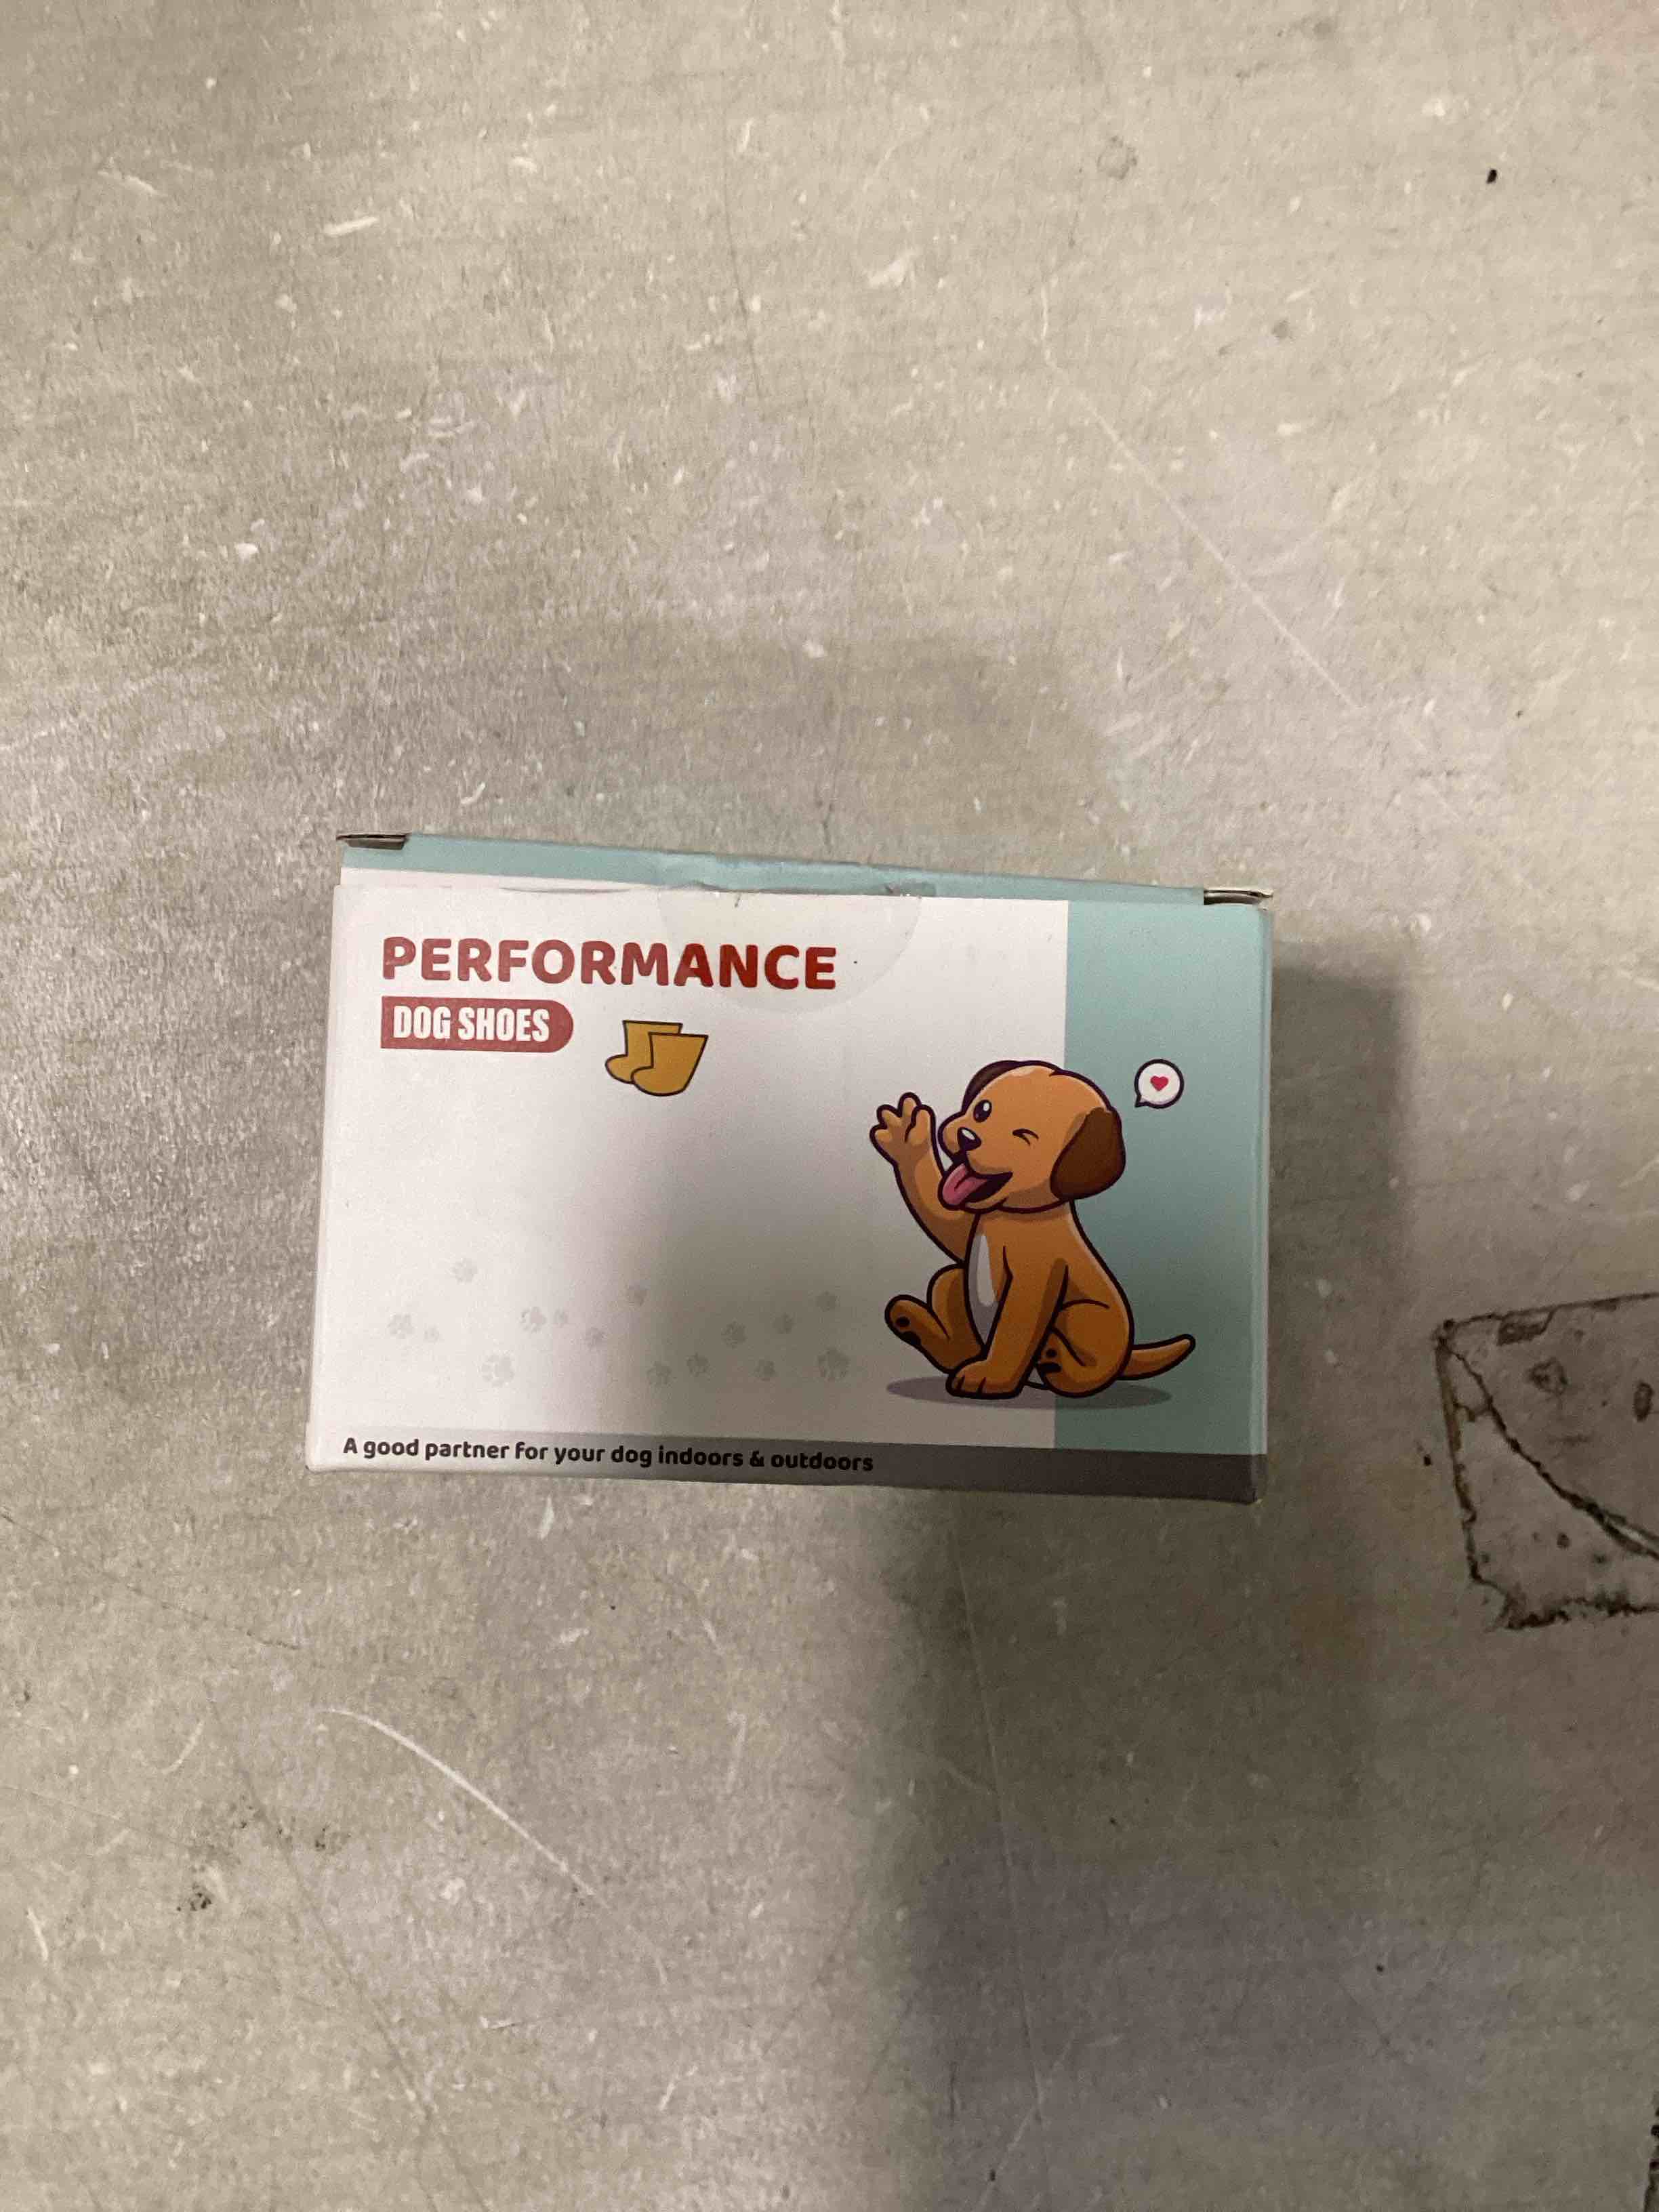 PERFORMANCE
DOG SHOES
A good partner for your dog indoors & outdoors